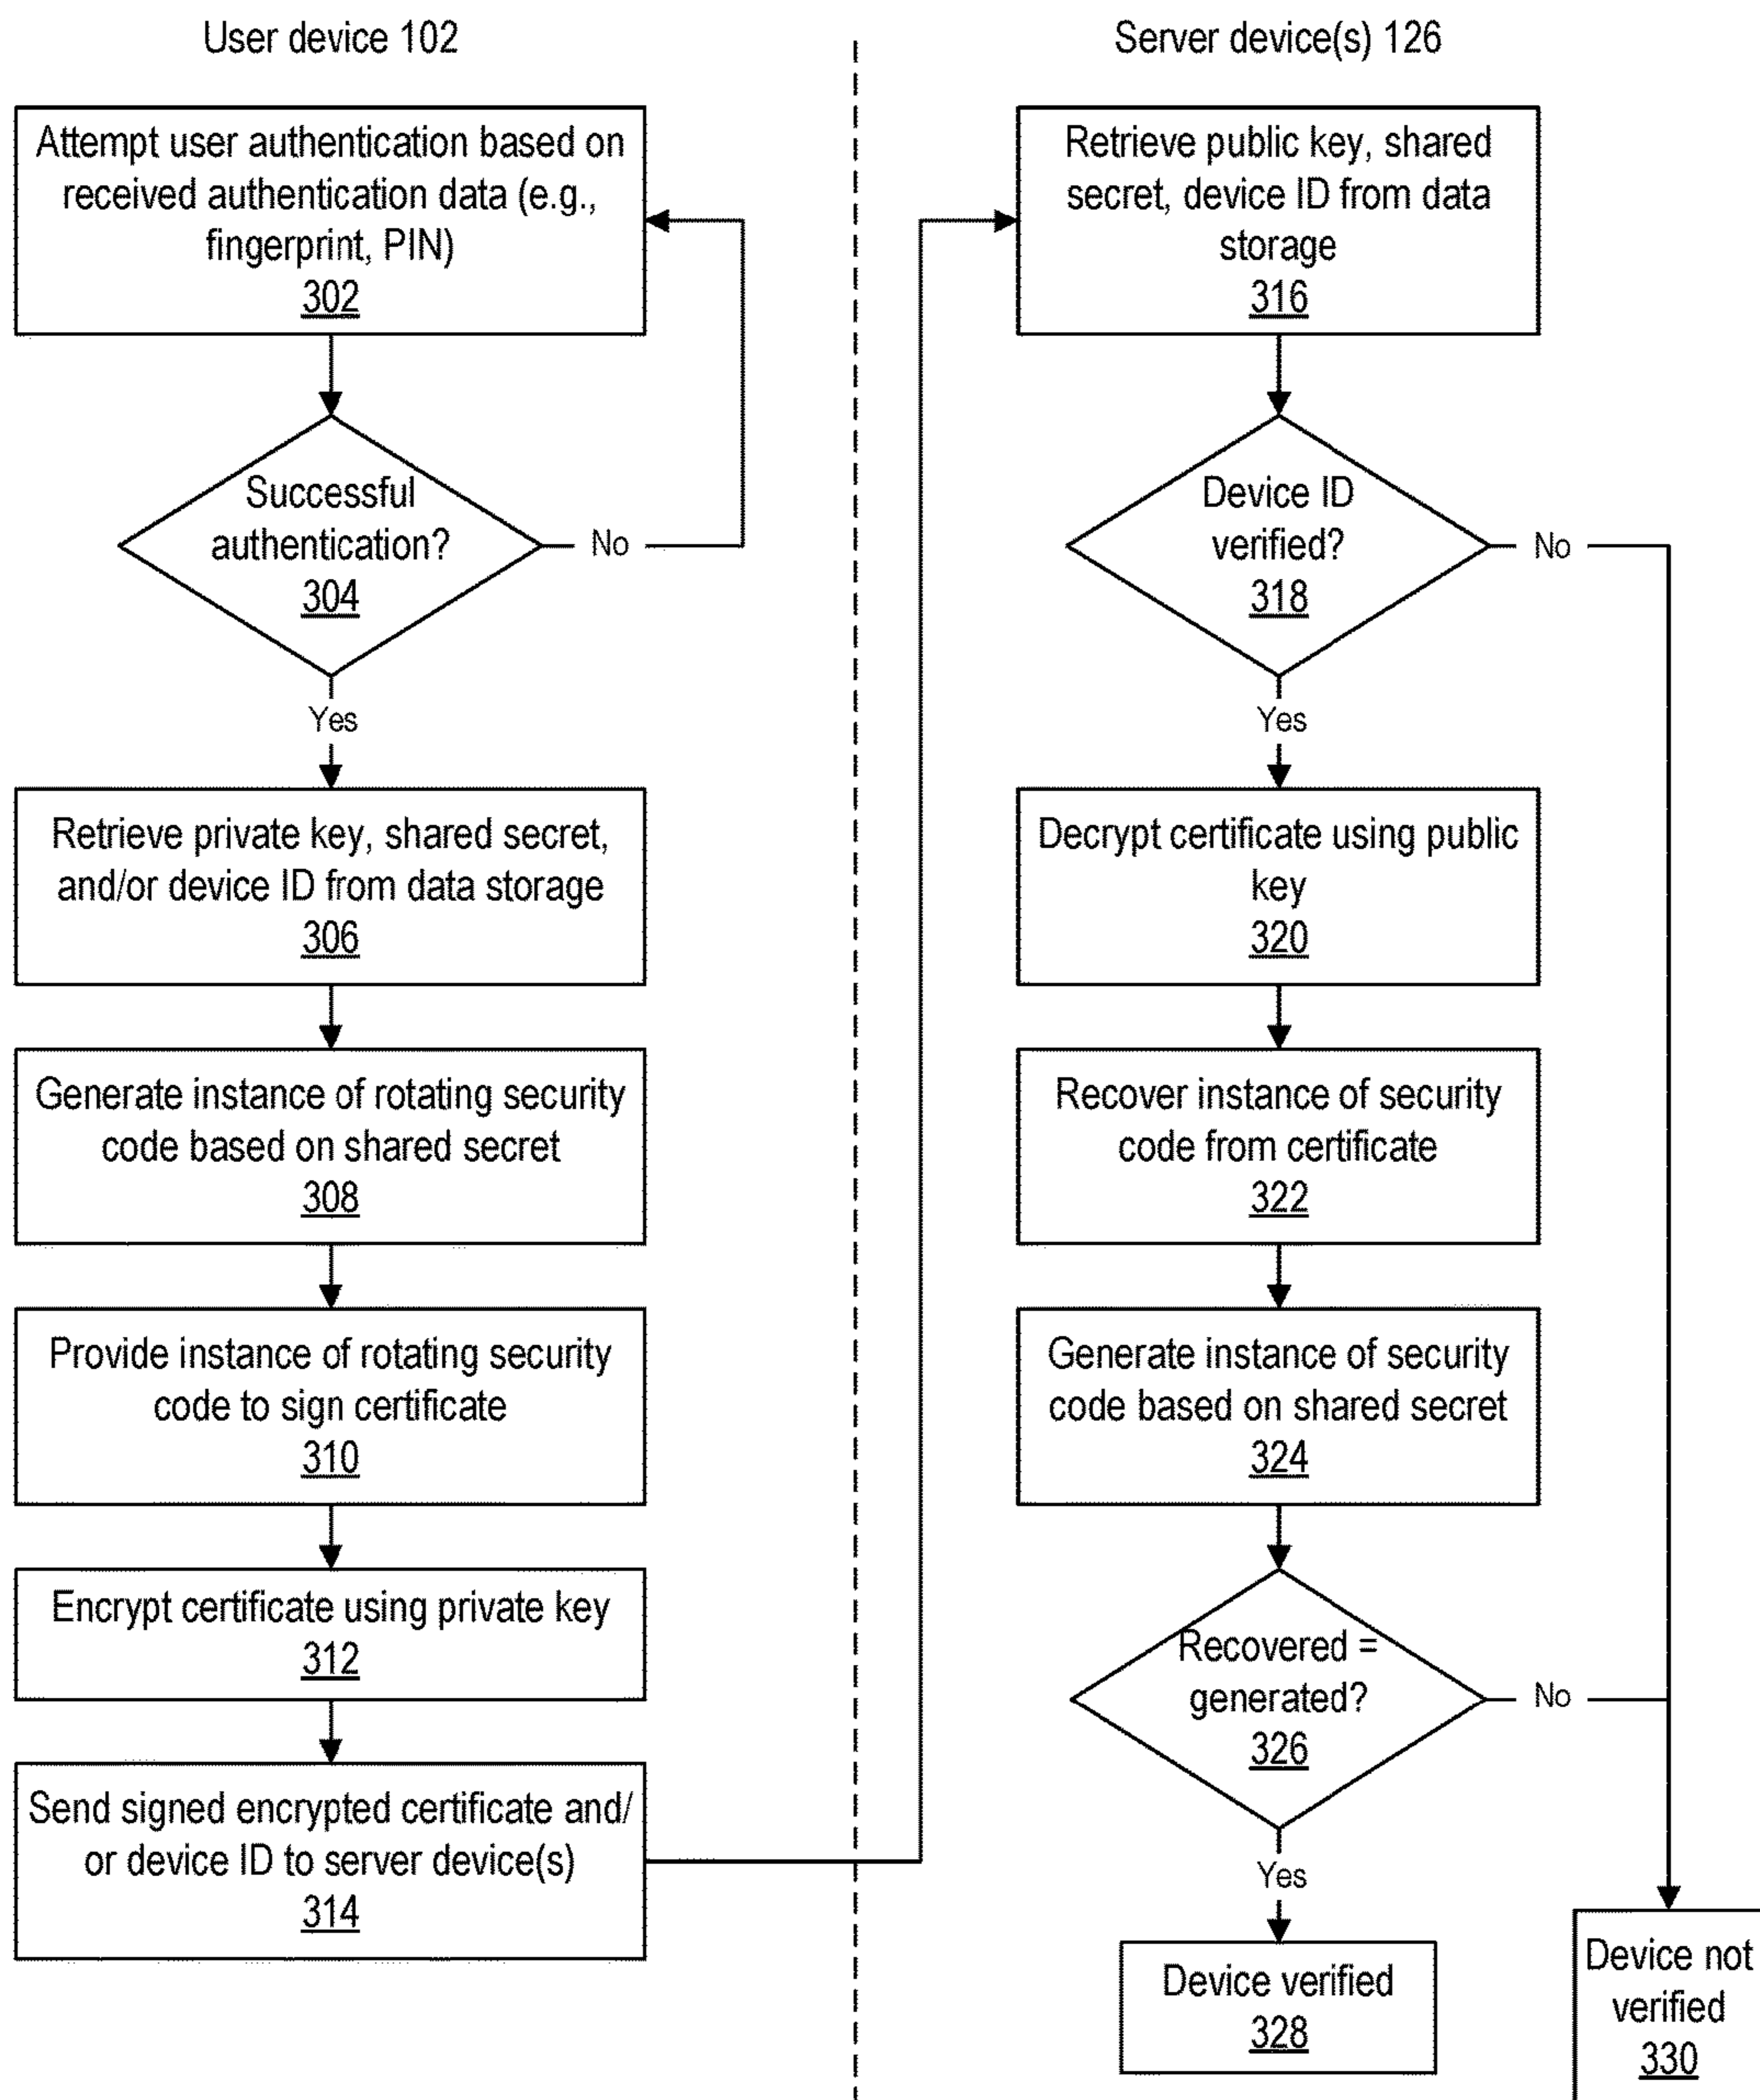 User device 102
Attempt user authentication based on
received authentication data (e.g.,
fingerprint, PIN)
302
Successful
authentication?
304
No
Yes
Retrieve private key, shared secret,
and/or device ID from data storage
306
Generate instance of rotating security
code based on shared secret
308
Provide instance of rotating security
code to sign certificate
310
Encrypt certificate using private key
312
Send signed encrypted certificate and/
or device ID to server device(s)
314
Server device(s) 126
Retrieve public key, shared
secret, device ID from data
storage
316
Device ID
verified?
318
No
Yes
Decrypt certificate using public
key
320
Recover instance of security
code from certificate
322
Generate instance of security
code based on shared secret
324
Recovered =
generated?
326
No
Yes
Device verified
328
Device not
verified
330